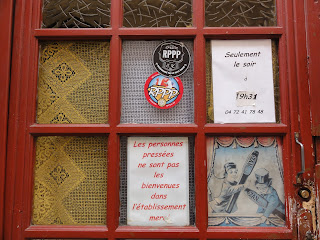 RPPP
Seulement
le soir
à
19h31
04 72 41 78 48
Les personnes
pressées
ne sont pas
les
bienvenues
dans
l'établissement
merci